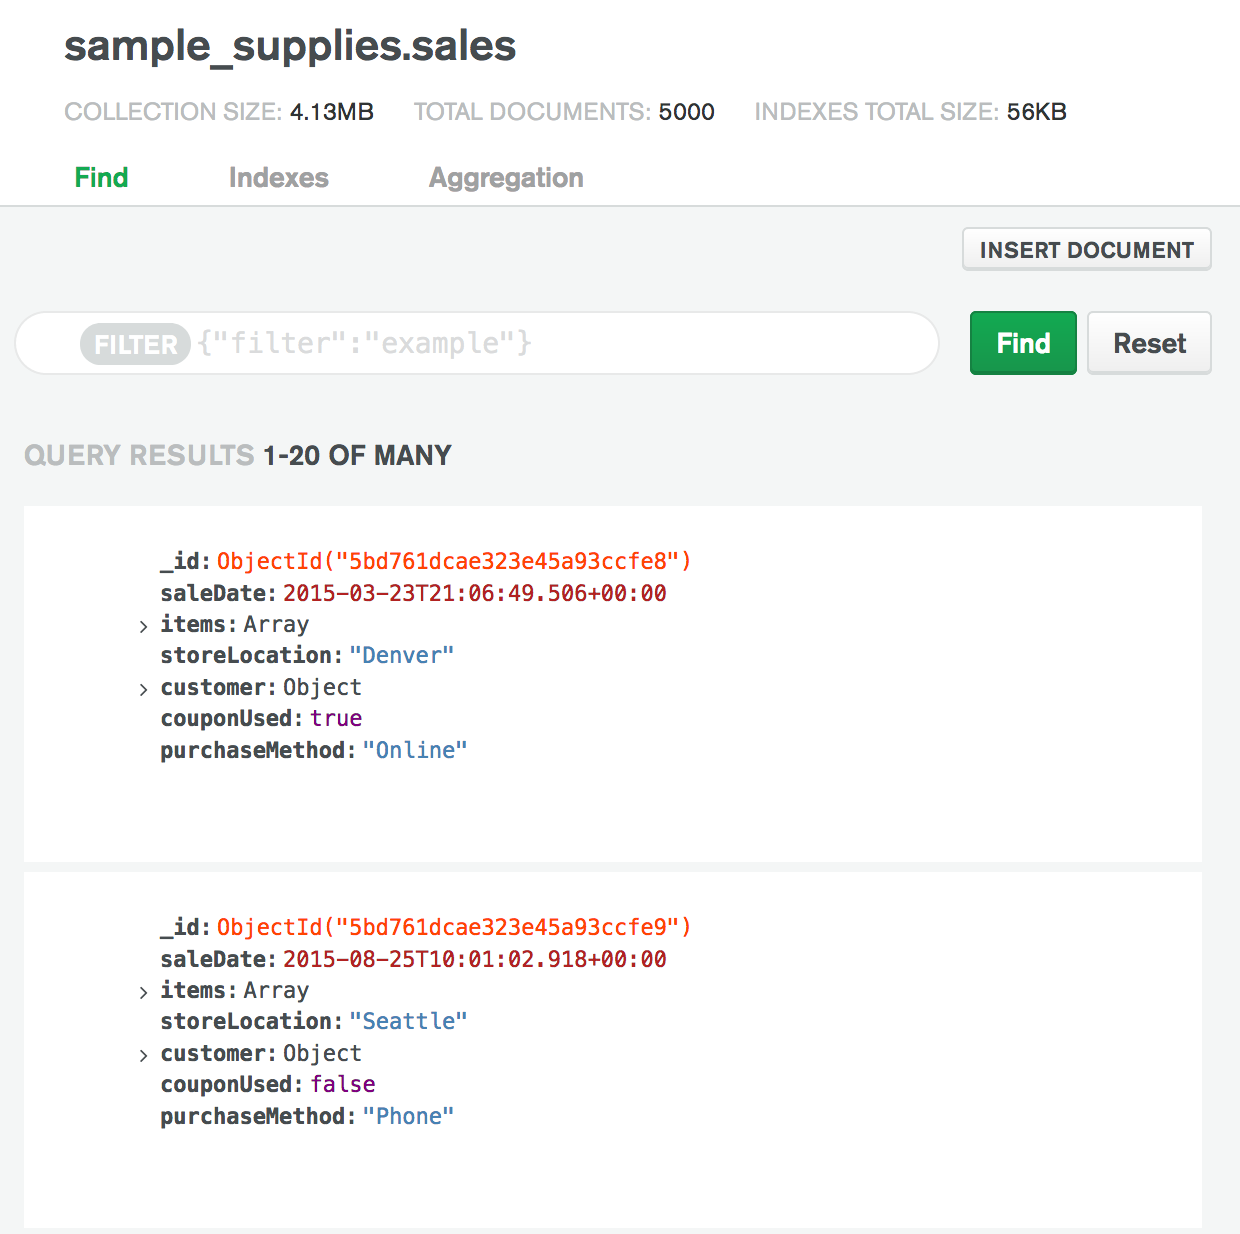 sample_supplies.sales
COLLECTION SIZE: 4.13MB TOTAL DOCUMENTS: 5000 INDEXES TOTAL SIZE: 56KB
Find Indexes Aggregation
INSERT DOCUMENT
FILTER {"filter":"example"} Find Reset
QUERY RESULTS 1-20 OF MANY
_id: ObjectId("5bd761dcae323e45a93ccfe8")
saleDate: 2015-03-23T21:06:49.506+00:00
> items: Array
storeLocation: "Denver"
> customer: Object
couponUsed: true
purchaseMethod: "Online"
_id: ObjectId("5bd761dcae323e45a93ccfe9")
saleDate: 2015-08-25T10:01:02.918+00:00
> items: Array
storeLocation: "Seattle"
> customer: Object
couponUsed: false
purchaseMethod: "Phone"